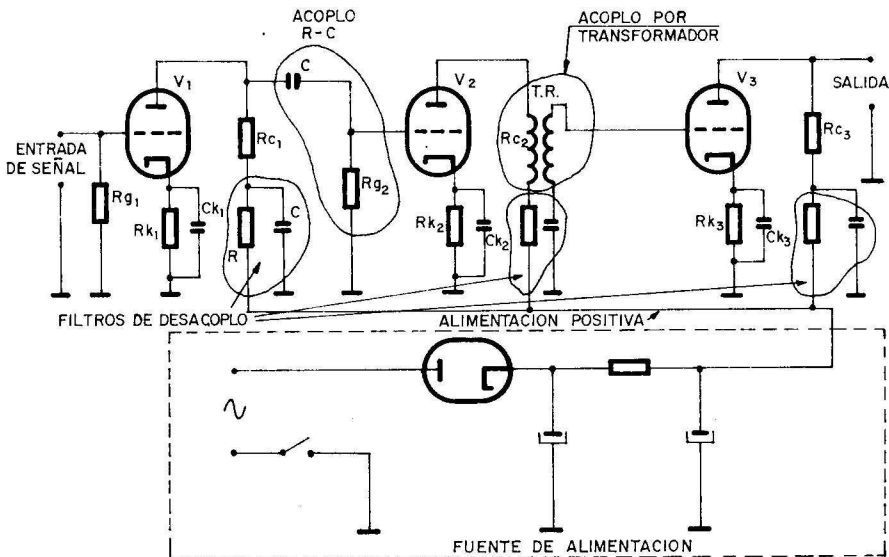 ACOPLO
R-C
ACOPLO POR
TRANSFORMADOR
V1
C
V2
T.R.
V3
SALIDA
ENTRADA
DE SEÑAL
Rc1
Rc2
Rc3
Rg1
Rk1
Ck1
R
C
Rg2
Rk2
Ck2
Rk3
Ck3
FILTROS DE DESACOPLO
ALIMENTACION POSITIVA
FUENTE DE ALIMENTACION